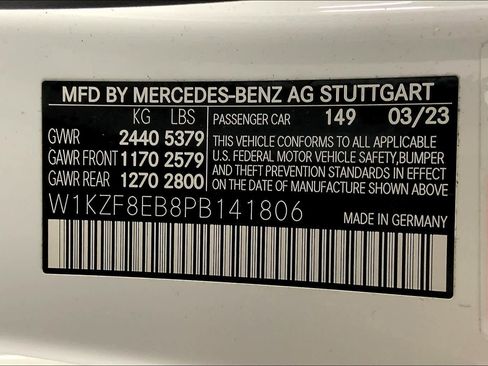 MFD BY MERCEDES-BENZ AG STUTTGART
KG LBS PASSENGER CAR 149 03/23
GVWR 2440 5379
GAWR FRONT 1170 2579
GAWR REAR 1270 2800
THIS VEHICLE CONFORMS TO ALL APPLICABLE
U.S. FEDERAL MOTOR VEHICLE SAFETY, BUMPER
AND THEFT PREVENTION STANDARDS IN EFFECT
ON THE DATE OF MANUFACTURE SHOWN ABOVE.
W1KZF8EB8PB141806
MADE IN GERMANY